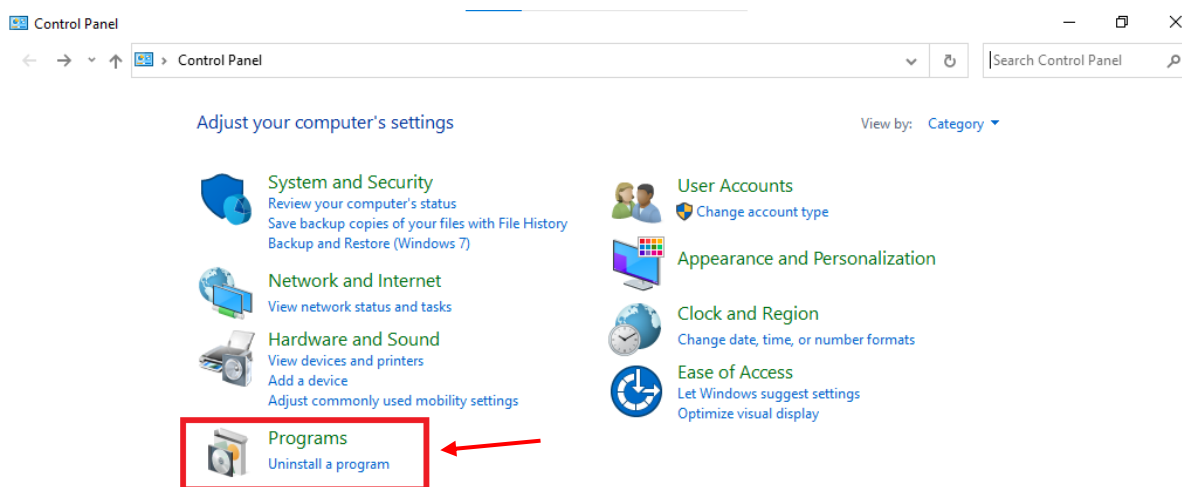 Control Panel
Control Panel
Search Control Panel
Adjust your computer's settings
View by: Category
System and Security
Review your computer's status
Save backup copies of your files with File History
Backup and Restore (Windows 7)
Network and Internet
View network status and tasks
Hardware and Sound
View devices and printers
Add a device
Adjust commonly used mobility settings
Programs
Uninstall a program
User Accounts
Change account type
Appearance and Personalization
Clock and Region
Change date, time, or number formats
Ease of Access
Let Windows suggest settings
Optimize visual display